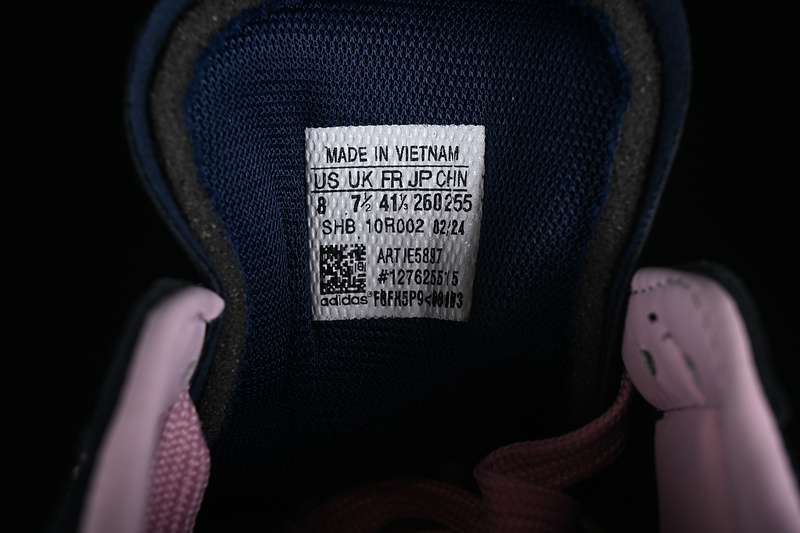 MADE IN VIETNAM
US UK FR JP CHN
8 7½ 41⅓ 260 255
SHB 10R002 02/24
ART IE5897
#127625515
adidas